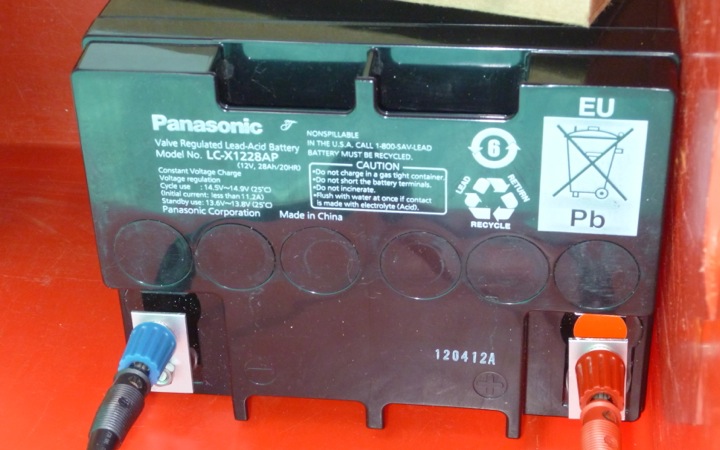 Panasonic
Valve Regulated Lead-Acid Battery
Model No. LC-X1228AP
(12V, 28Ah/20HR)
Constant Voltage Charge
Voltage regulation
Cycle use : 14.5V~14.9V (25°C)
(Initial current: less than 11.2A)
Standby use: 13.6V~13.8V (25°C)
Panasonic Corporation
Made in China
NONSPILLABLE
IN THE U.S.A. CALL 1-800-SAV-LEAD
BATTERY MUST BE RECYCLED.
CAUTION
•Do not charge in a gas tight container.
•Do not short the battery terminals.
•Do not incinerate.
•Flush with water at once if contact
is made with electrolyte (Acid).
6
LEAD
RETURN
RECYCLE
EU
Pb
120412A